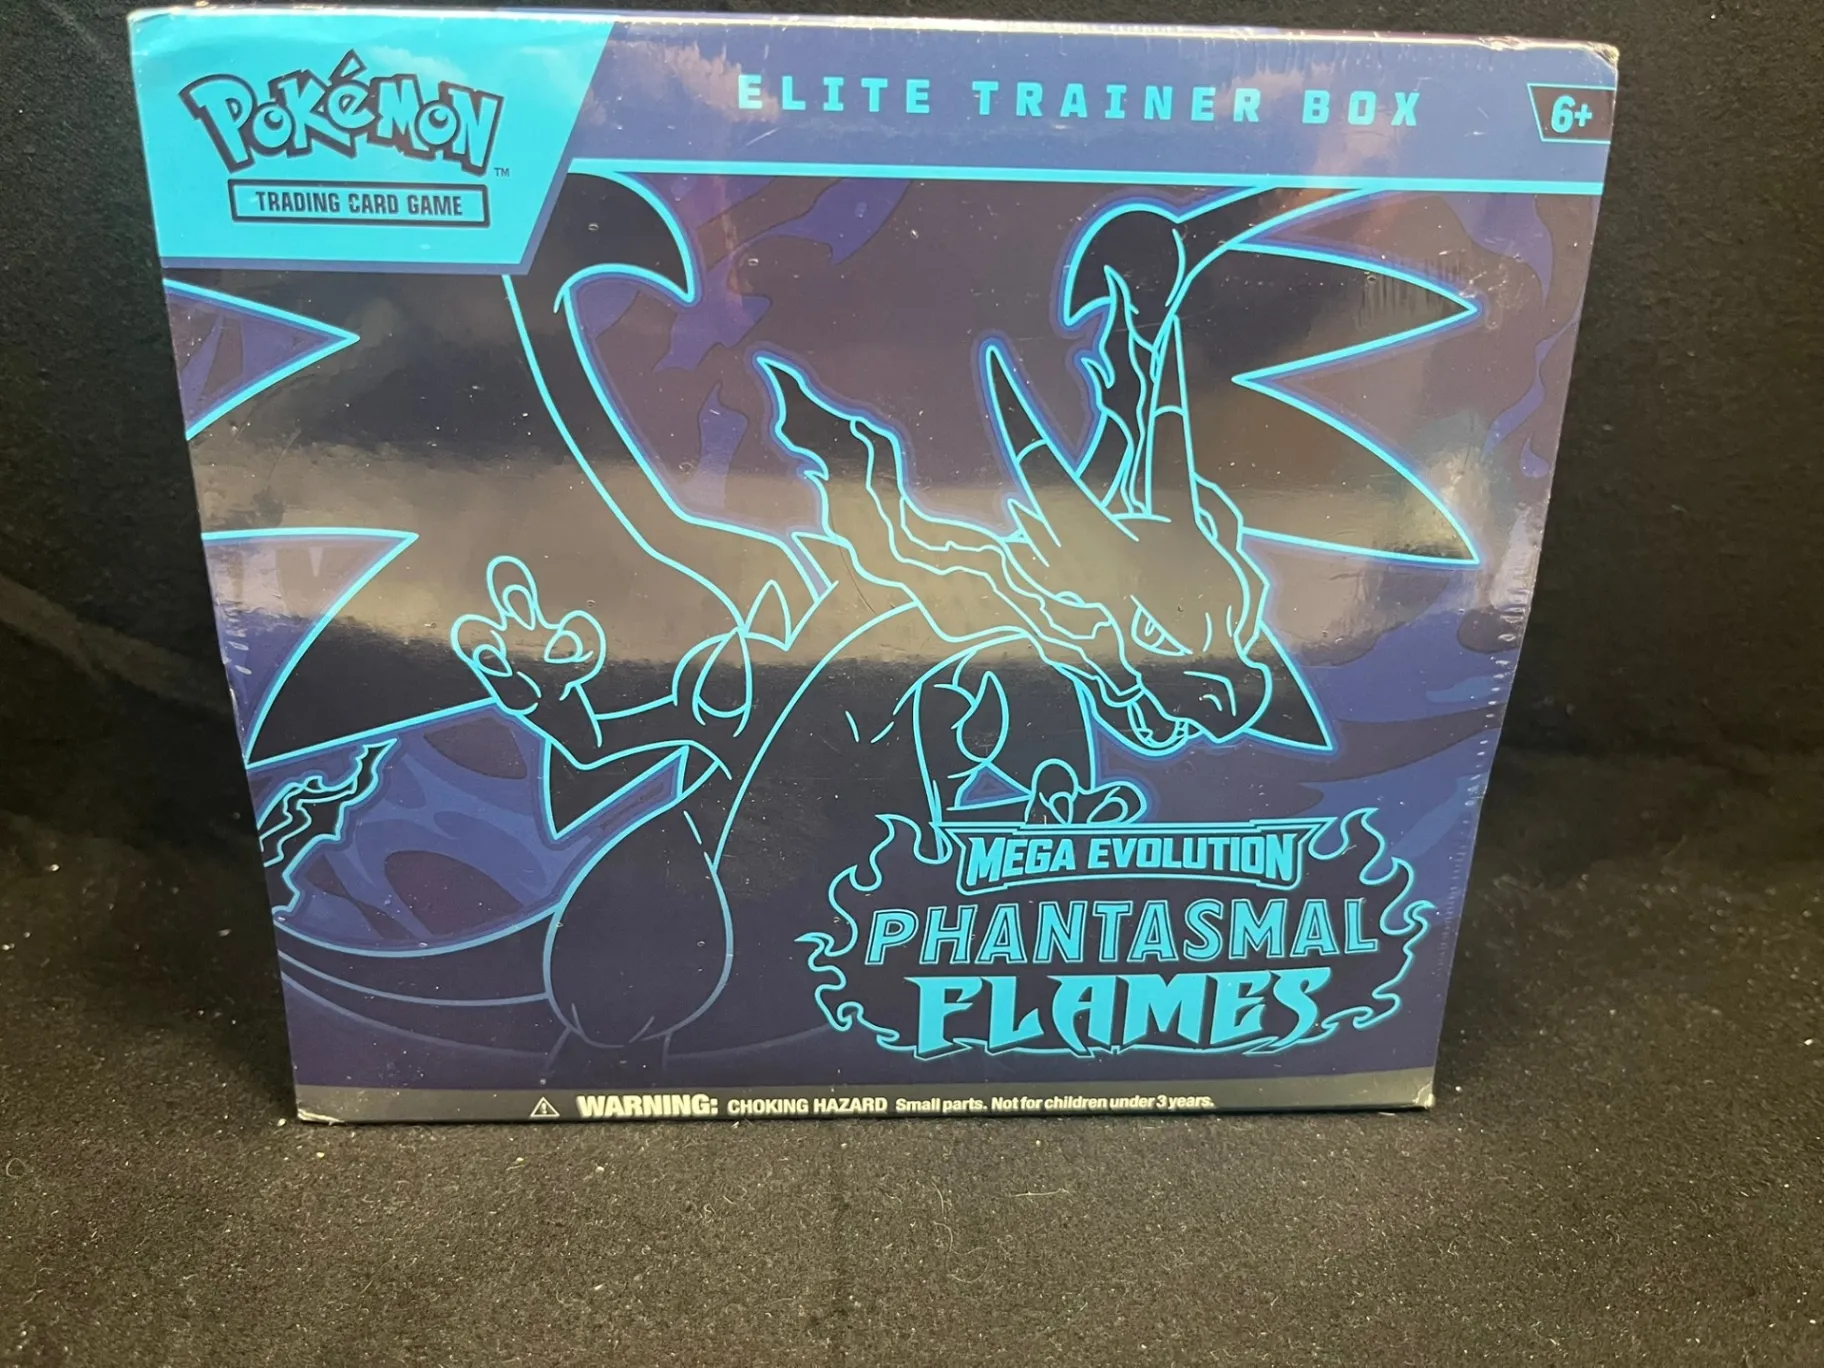 POKéMON™
TRADING CARD GAME
ELITE TRAINER BOX
6+
MEGA EVOLUTION
PHANTASMAL
FLAMES
WARNING: CHOKING HAZARD Small parts. Not for children under 3 years.